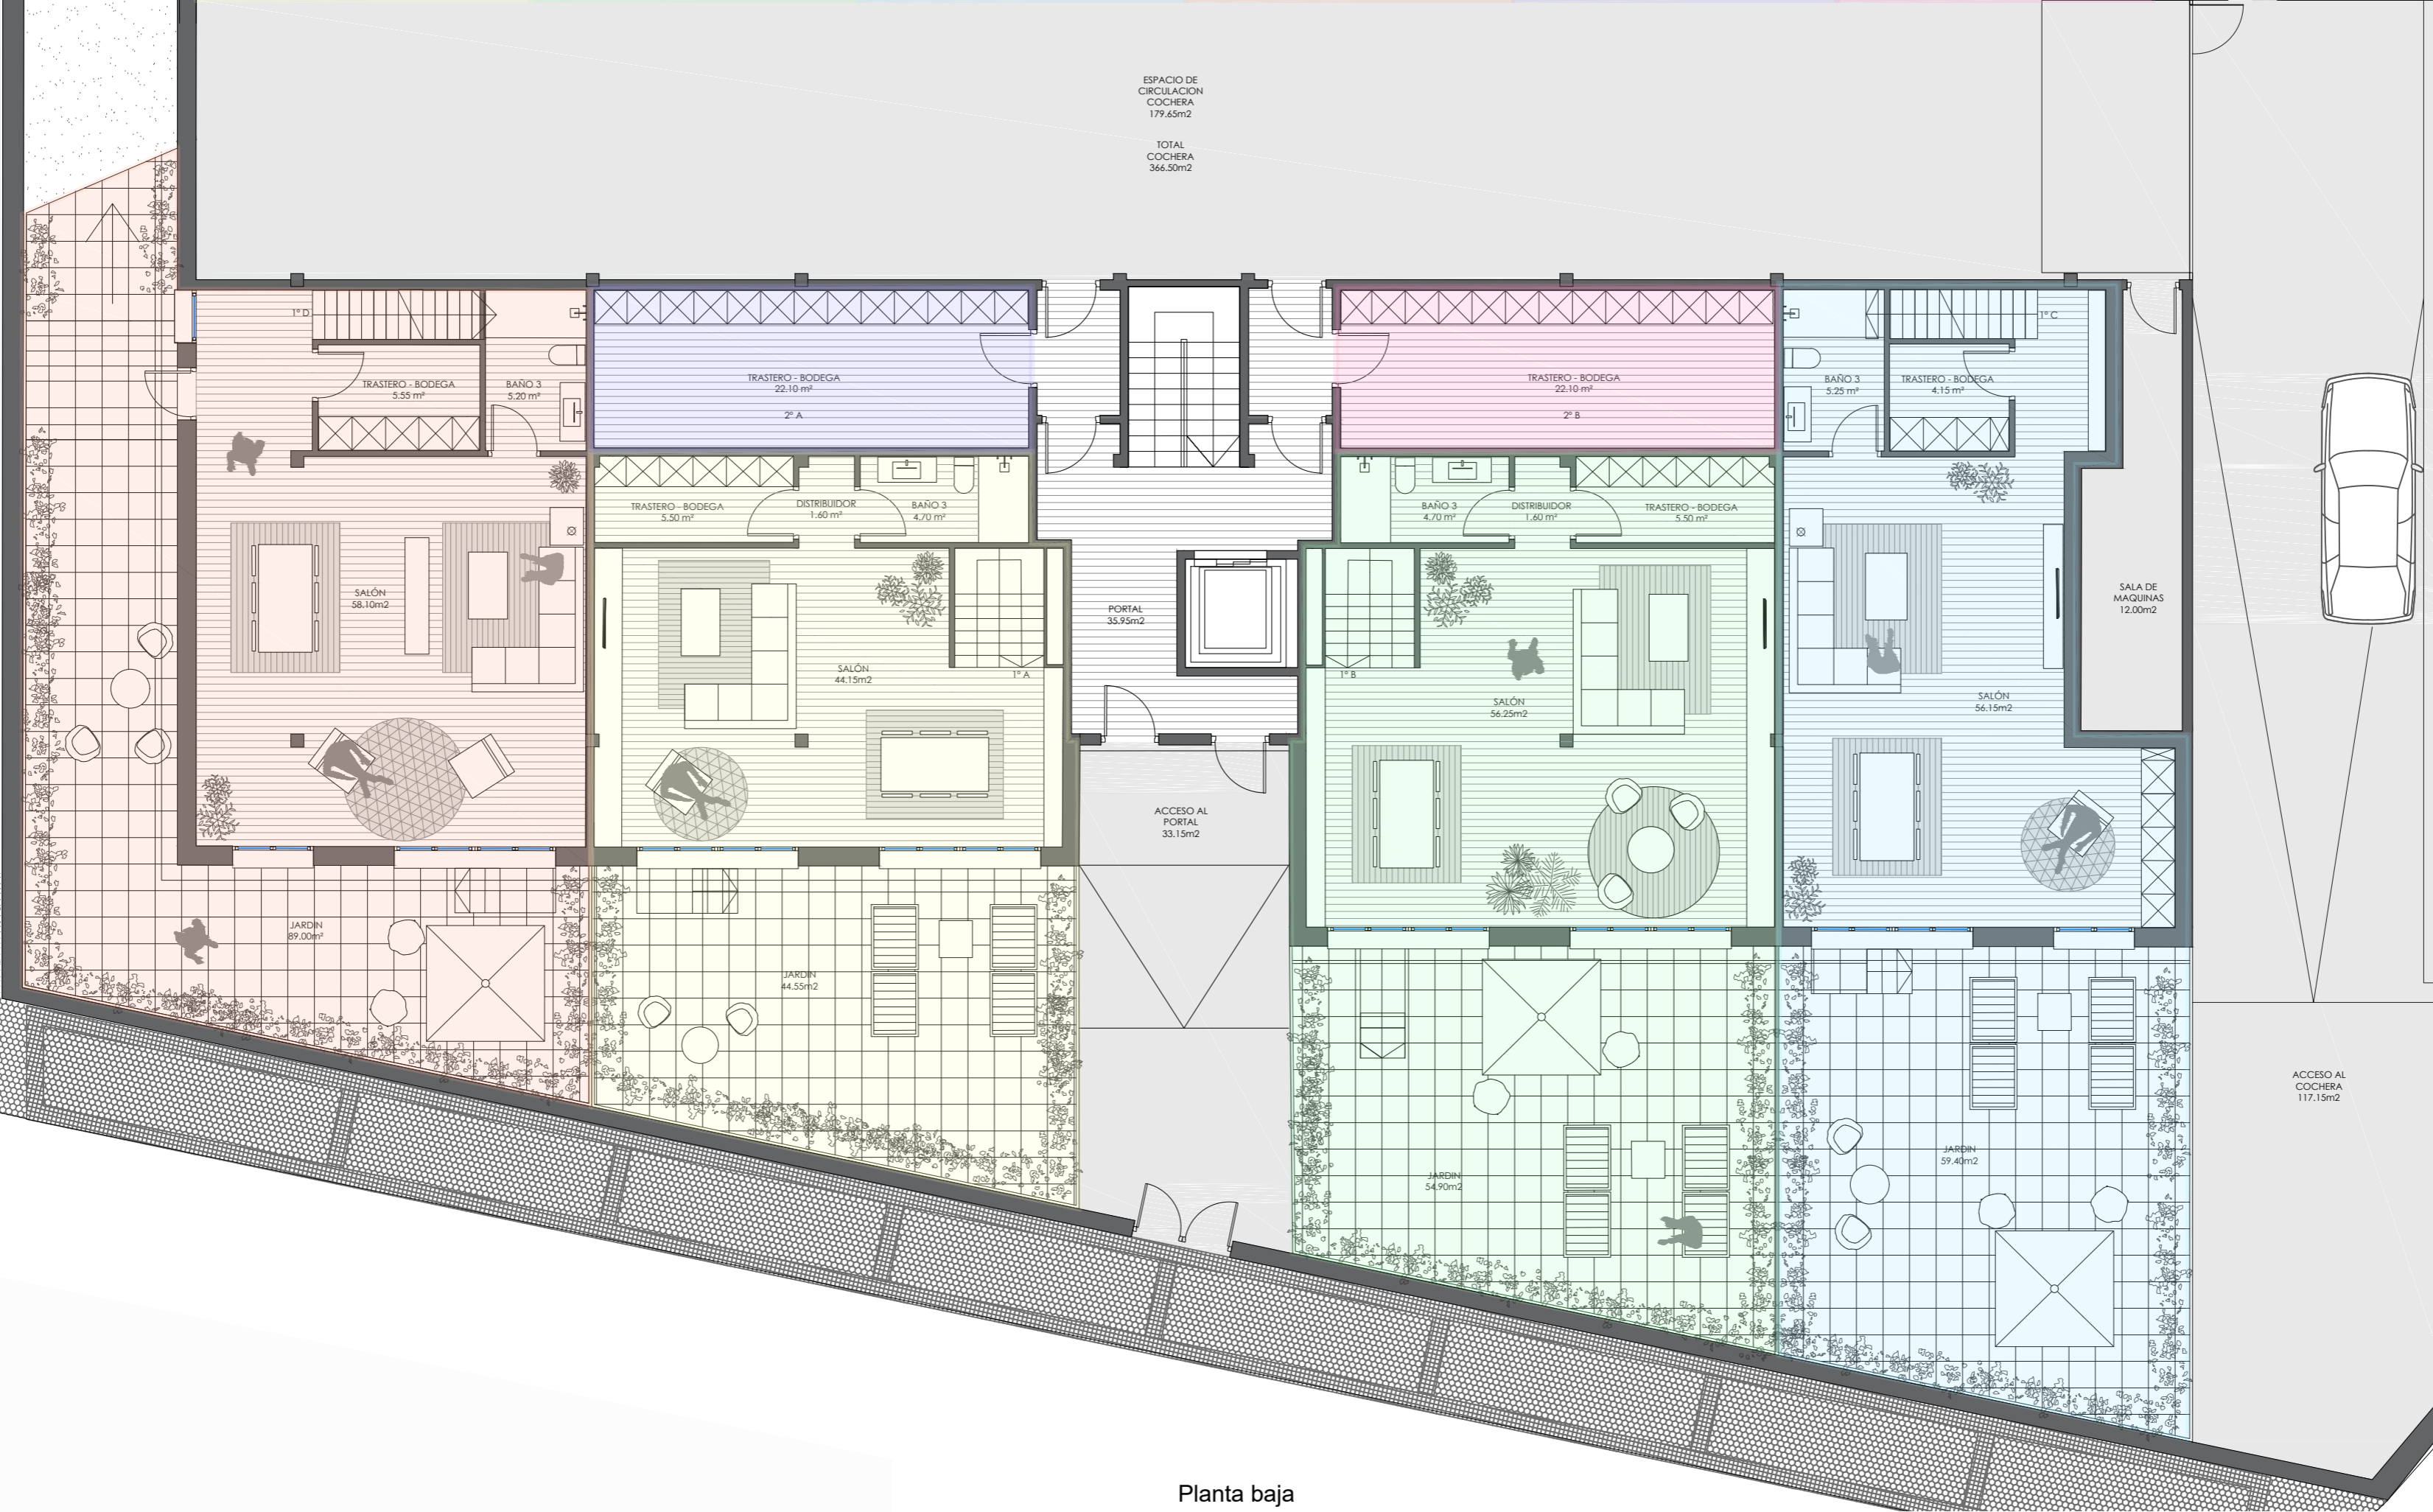 ESPACIO DE
CIRCULACION
COCHERA
179.65m2
TOTAL
COCHERA
366.50m2
1º D
TRASTERO - BODEGA
5.55 m²
BAÑO 3
5.20 m²
TRASTERO - BODEGA
22.10 m²
2º A
TRASTERO - BODEGA
22.10 m²
2º B
1º C
BAÑO 3
5.25 m²
TRASTERO - BODEGA
4.15 m²
TRASTERO - BODEGA
5.50 m²
DISTRIBUIDOR
1.60 m²
BAÑO 3
4.70 m²
BAÑO 3
4.70 m²
DISTRIBUIDOR
1.60 m²
TRASTERO - BODEGA
5.50 m²
SALÓN
58.10m2
SALÓN
44.15m2
1º A
PORTAL
35.95m2
1º B
SALÓN
56.25m2
SALÓN
56.15m2
SALA DE
MAQUINAS
12.00m2
ACCESO AL
PORTAL
33.15m2
JARDIN
89.00m²
JARDIN
44.55m2
JARDIN
54.90m2
JARDIN
59.40m2
ACCESO AL
COCHERA
117.15m2
Planta baja